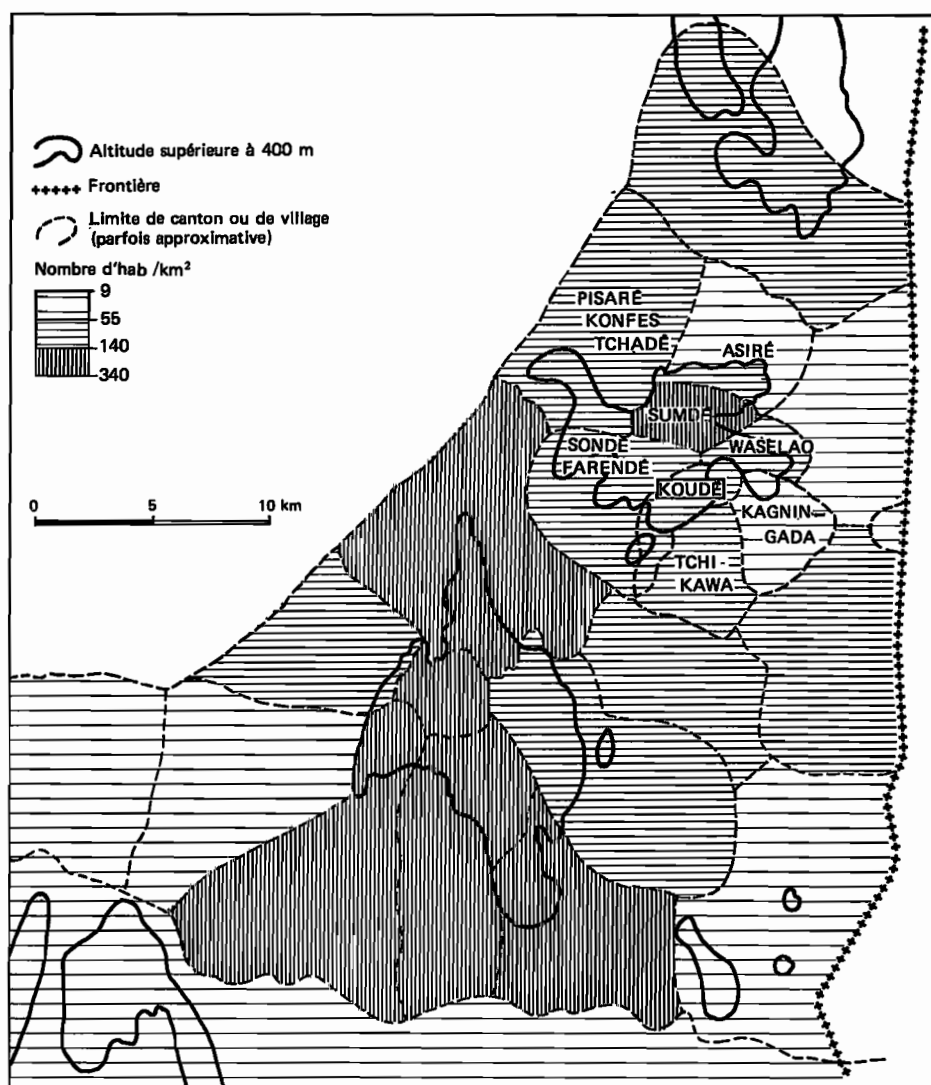 Altitude supérieure à 400 m
Frontière
Limite de canton ou de village
(parfois approximative)
Nombre d'hab /km²
9
55
140
340
0 5 10 km
PISARÉ
KONFES
TCHADÉ
ASIRÉ
SUMDÉ
SONDÉ
FARENDÉ
WASELAO
KOUDÉ
KAGNIN-
GADA
TCHI-
KAWA